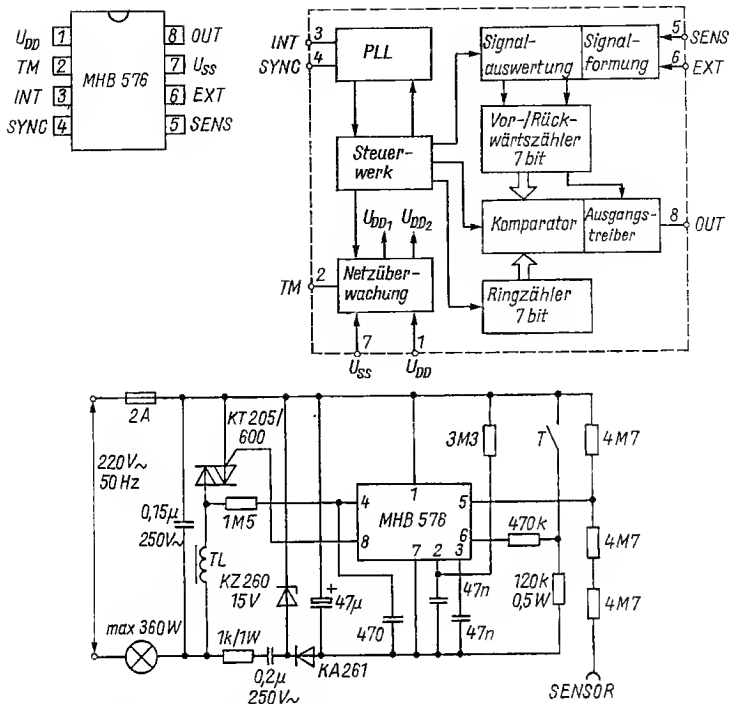 U_DD 1
TM 2
INT 3
SYNC 4
MHB 576
8 OUT
7 U_SS
6 EXT
5 SENS
INT 3
SYNC 4
PLL
Steuer-
werk
U_DD1 U_DD2
TM 2
Netzüber-
wachung
7
U_SS
1
U_DD
Signal-
auswertung
Signal-
formung
5 SENS
6 EXT
Vor-/Rück-
wärtszähler
7 bit
Komparator
Ausgangs-
treiber
8 OUT
Ringzähler
7 bit
2A
220V~
50 Hz
0,15µ
250V~
KT 205/
600
1M5
TL
KZ 260
15V
47µ
+
max 360W
1k/1W
0,2µ
250V~
KA261
470
1
4
8
MHB 576
5
6
7 2 3
47n
47n
3M3
T
470k
120k
0,5W
4M7
4M7
4M7
SENSOR